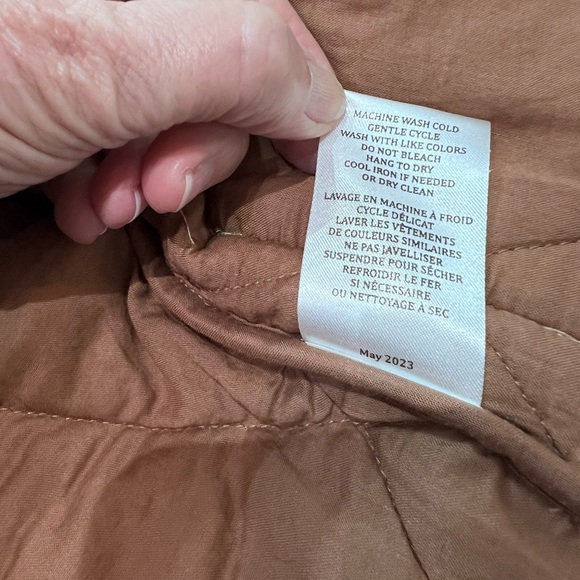 MACHINE WASH COLD
GENTLE CYCLE
WASH WITH LIKE COLORS
DO NOT BLEACH
HANG TO DRY
COOL IRON IF NEEDED
OR DRY CLEAN
LAVAGE EN MACHINE À FROID
CYCLE DÉLICAT
LAVER LES VÊTEMENTS
DE COULEURS SIMILAIRES
NE PAS JAVELLISER
SUSPENDRE POUR SÉCHER
REFROIDIR LE FER
SI NÉCESSAIRE
OU NETTOYAGE À SEC
May 2023